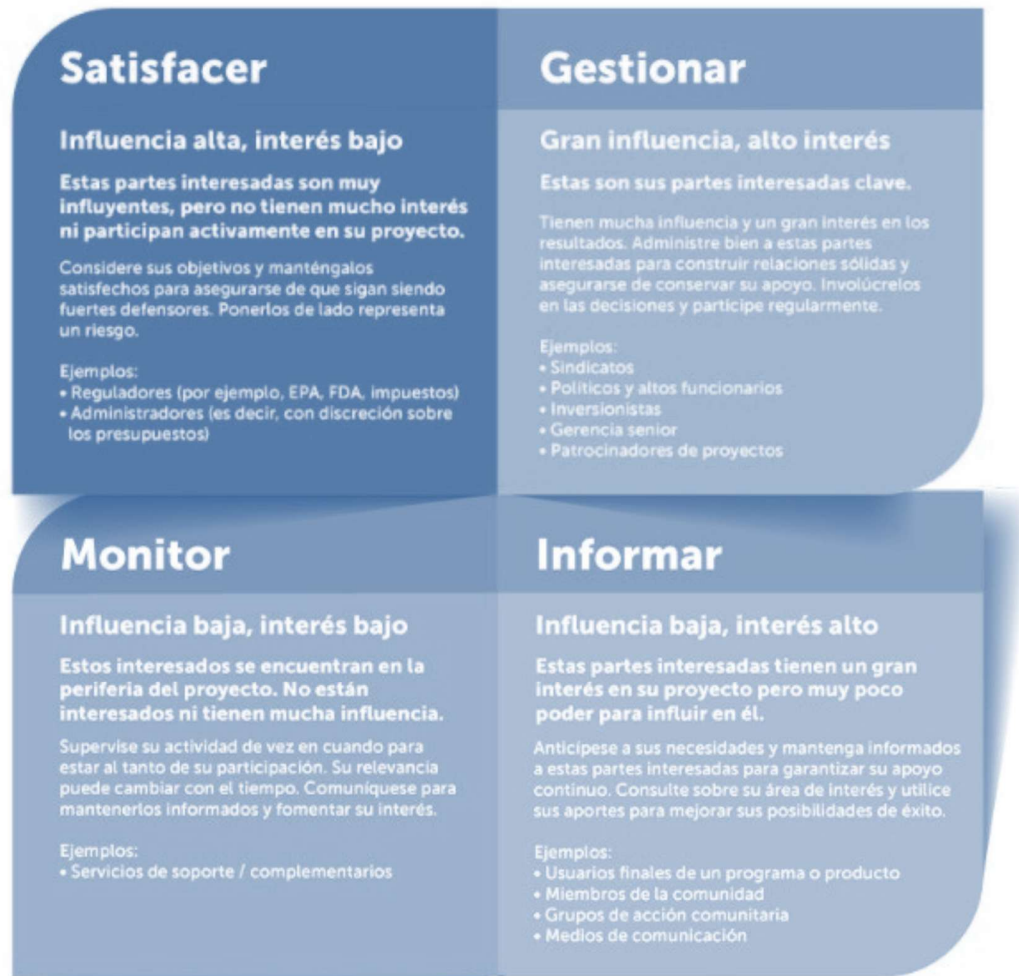 Satisfacer
Influencia alta, interés bajo
Estas partes interesadas son muy
influyentes, pero no tienen mucho interés
ni participan activamente en su proyecto.
Considere sus objetivos y manténgalos
satisfechos para asegurarse de que sigan siendo
fuertes defensores. Ponerlos de lado representa
un riesgo.
Ejemplos:
• Reguladores (por ejemplo, EPA, FDA, impuestos)
• Administradores (es decir, con discreción sobre
los presupuestos)
Gestionar
Gran influencia, alto interés
Estas son sus partes interesadas clave.
Tienen mucha influencia y un gran interés en los
resultados. Administre bien a estas partes
interesadas para construir relaciones sólidas y
asegurarse de conservar su apoyo. Involúcrelos
en las decisiones y participe regularmente.
Ejemplos:
• Sindicatos
• Políticos y altos funcionarios
• Inversionistas
• Gerencia senior
• Patrocinadores de proyectos
Monitor
Influencia baja, interés bajo
Estos interesados se encuentran en la
periferia del proyecto. No están
interesados ni tienen mucha influencia.
Supervise su actividad de vez en cuando para
estar al tanto de su participación. Su relevancia
puede cambiar con el tiempo. Comuníquese para
mantenerlos informados y fomentar su interés.
Ejemplos:
• Servicios de soporte / complementarios
Informar
Influencia baja, interés alto
Estas partes interesadas tienen un gran
interés en su proyecto pero muy poco
poder para influir en él.
Anticípese a sus necesidades y mantenga informados
a estas partes interesadas para garantizar su apoyo
continuo. Consulte sobre su área de interés y utilice
sus aportes para mejorar sus posibilidades de éxito.
Ejemplos:
• Usuarios finales de un programa o producto
• Miembros de la comunidad
• Grupos de acción comunitaria
• Medios de comunicación